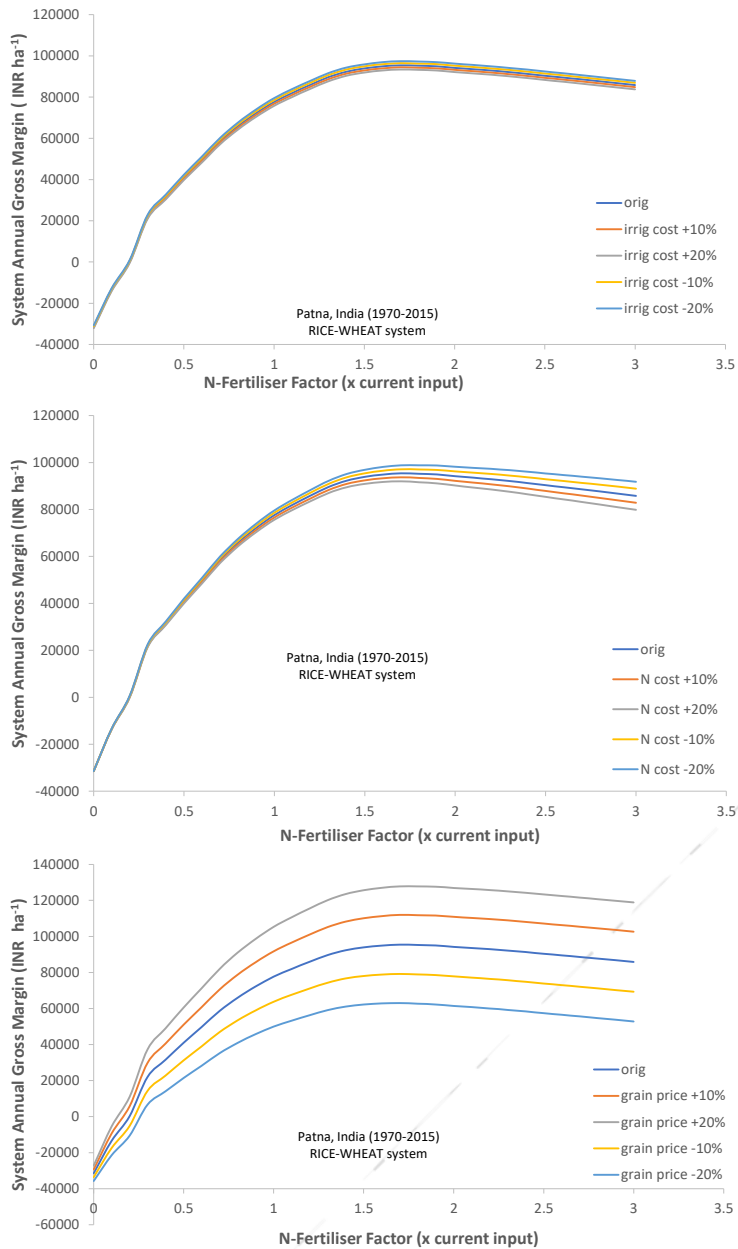 System Annual Gross Margin ( INR ha⁻¹)
120000
100000
80000
60000
40000
20000
0
-20000
-40000
0 0.5 1 1.5 2 2.5 3 3.5
N-Fertiliser Factor (x current input)
Patna, India (1970-2015)
RICE-WHEAT system
orig
irrig cost +10%
irrig cost +20%
irrig cost -10%
irrig cost -20%
System Annual Gross Margin (INR ha⁻¹)
120000
100000
80000
60000
40000
20000
0
-20000
-40000
0 0.5 1 1.5 2 2.5 3 3.5
N-Fertiliser Factor (x current input)
Patna, India (1970-2015)
RICE-WHEAT system
orig
N cost +10%
N cost +20%
N cost -10%
N cost -20%
System Annual Gross Margin (INR ha⁻¹)
140000
120000
100000
80000
60000
40000
20000
0
-20000
-40000
-60000
0 0.5 1 1.5 2 2.5 3 3.5
N-Fertiliser Factor (x current input)
Patna, India (1970-2015)
RICE-WHEAT system
orig
grain price +10%
grain price +20%
grain price -10%
grain price -20%